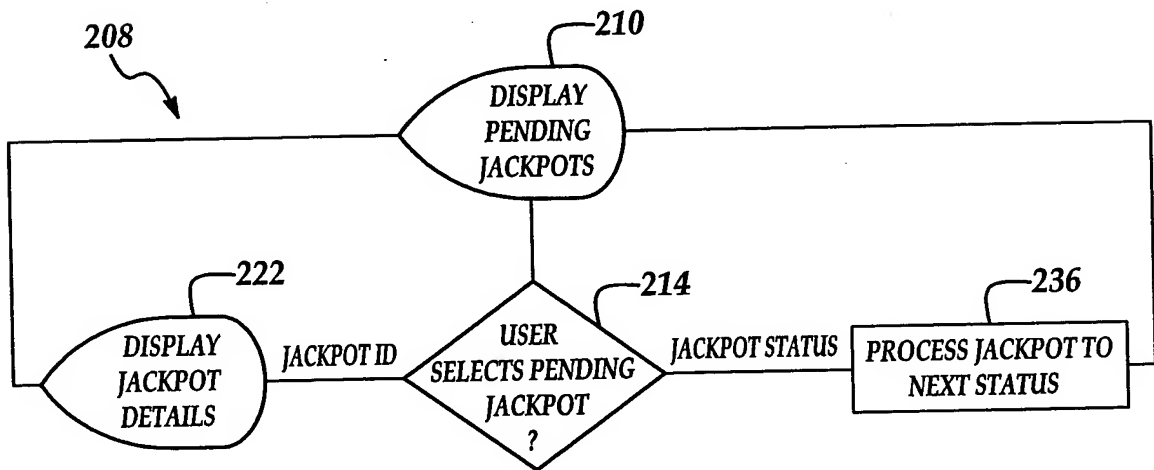 208
210
DISPLAY
PENDING
JACKPOTS
222
DISPLAY
JACKPOT
DETAILS
JACKPOT ID
214
USER
SELECTS PENDING
JACKPOT
?
JACKPOT STATUS
236
PROCESS JACKPOT TO
NEXT STATUS